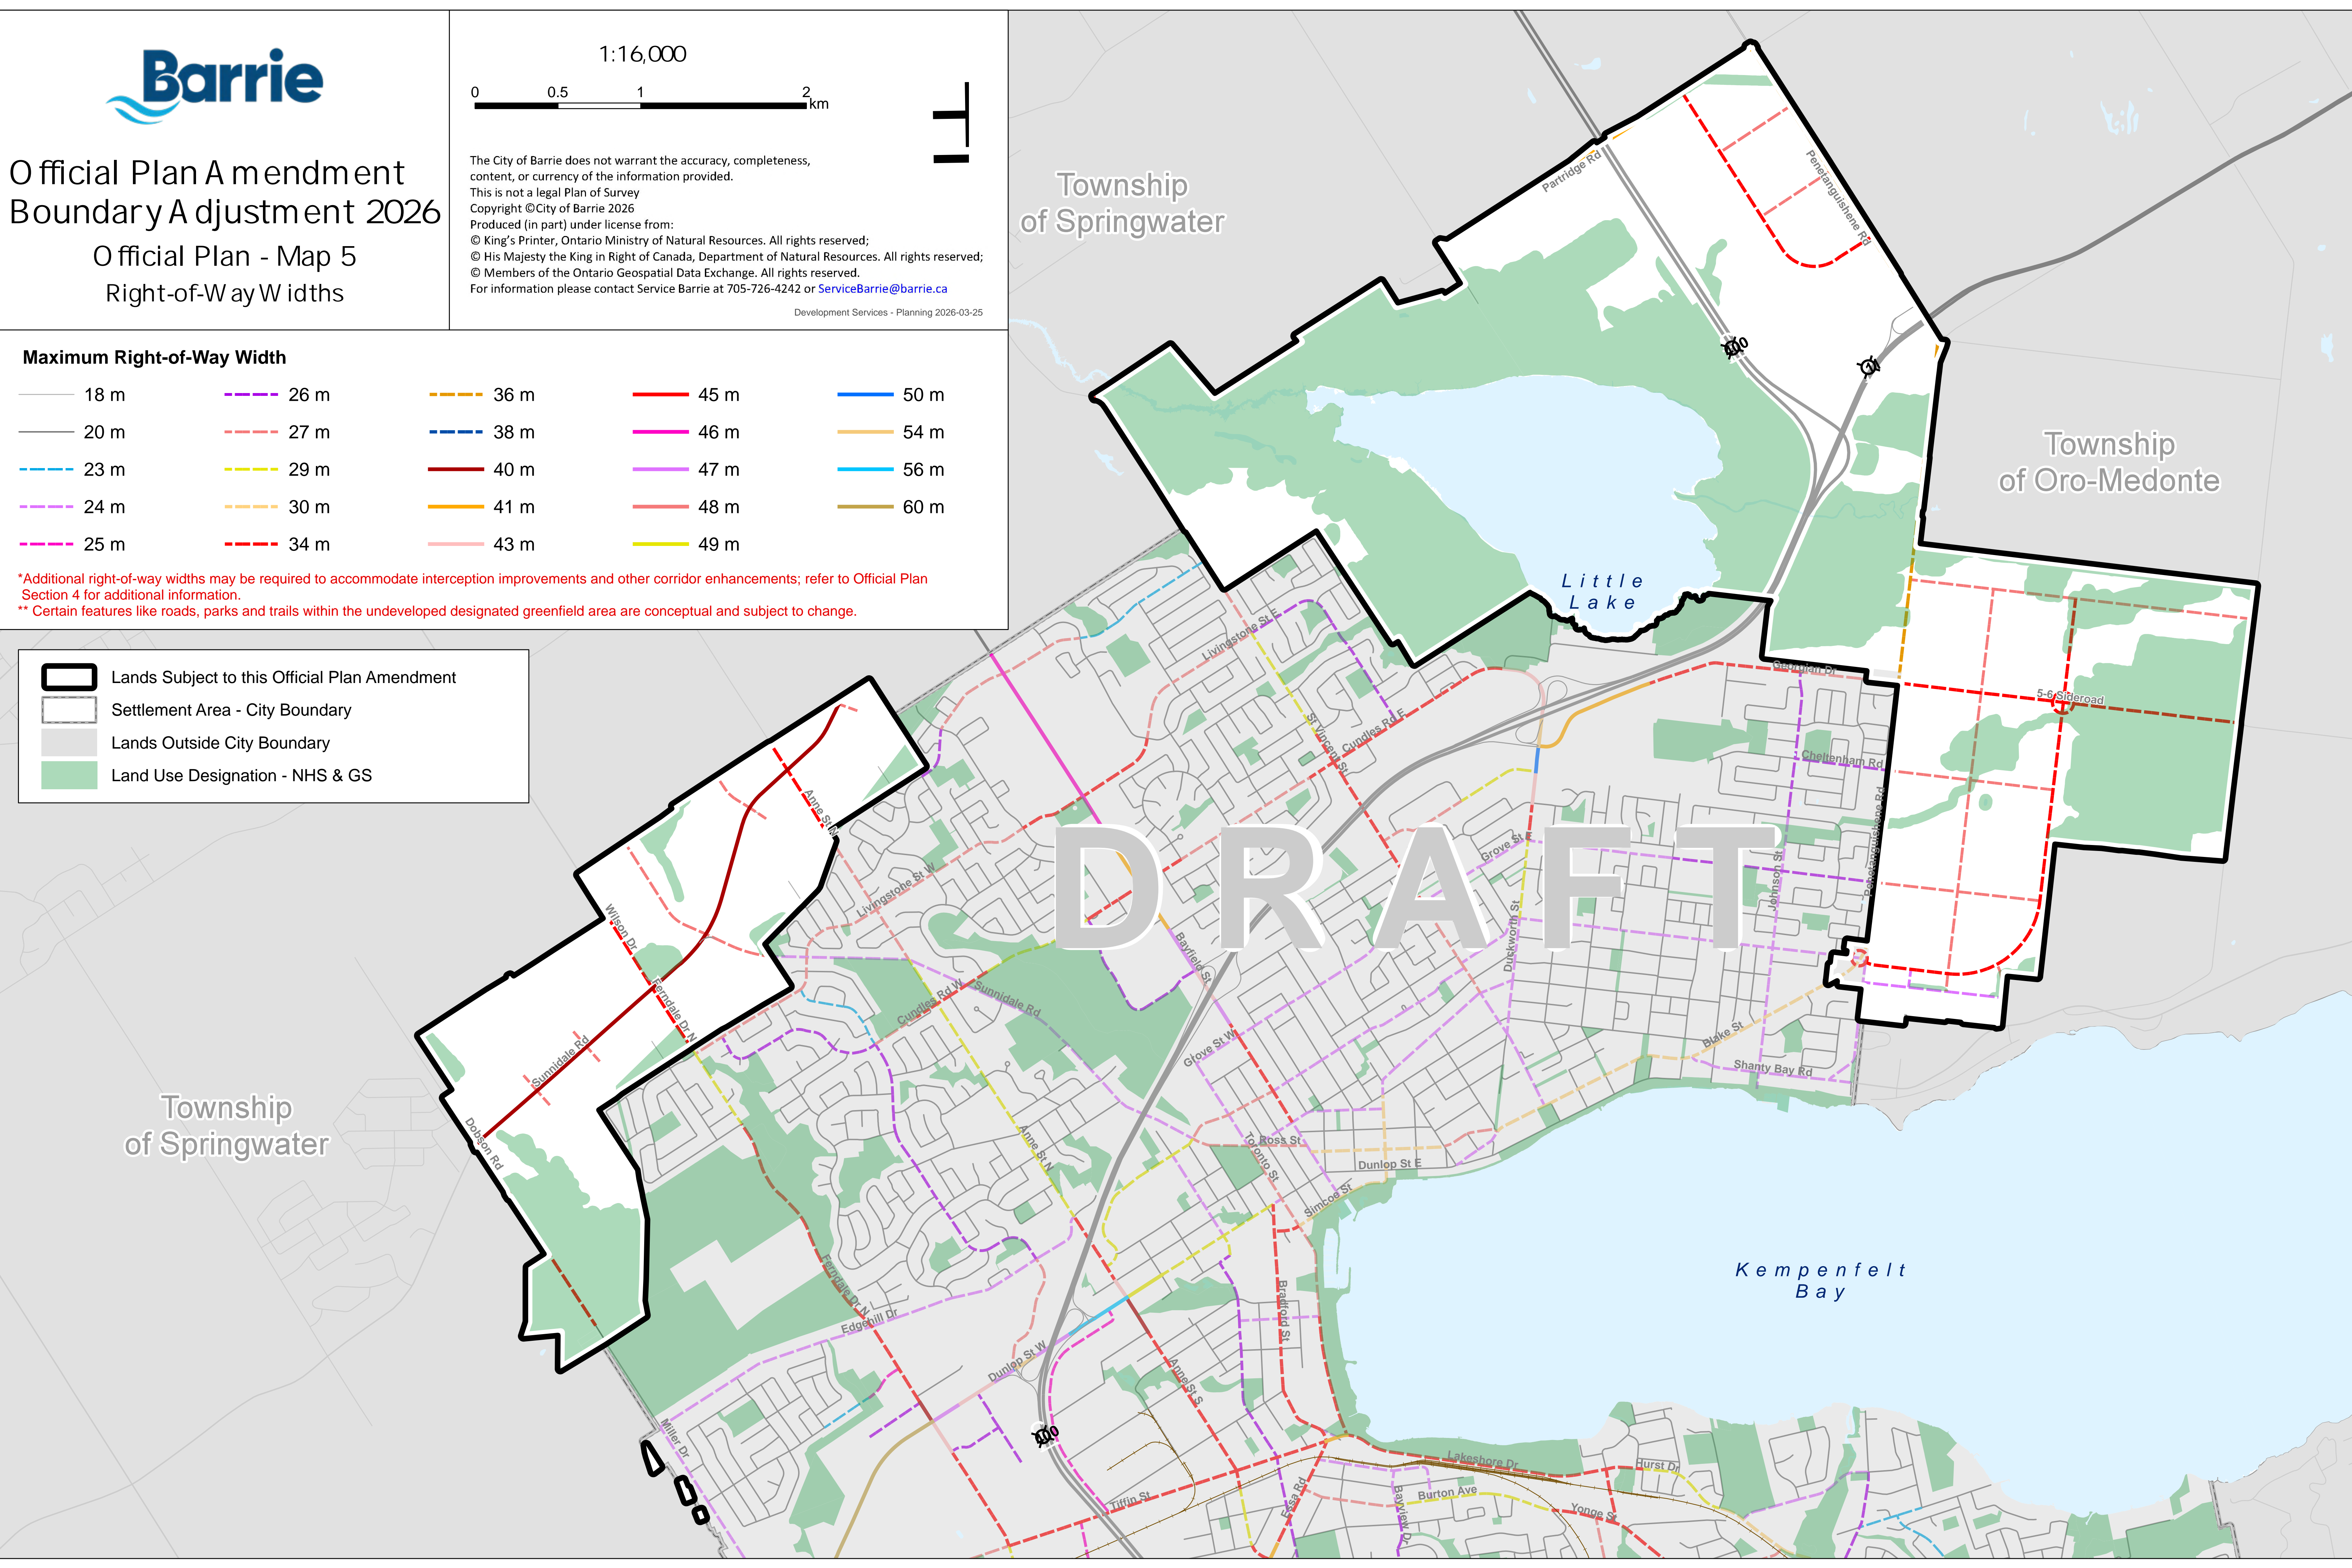 Barrie
Official Plan Amendment
Boundary Adjustment 2026
Official Plan - Map 5
Right-of-Way Widths
1:16,000
0 0.5 1 2 km
The City of Barrie does not warrant the accuracy, completeness,
content, or currency of the information provided.
This is not a legal Plan of Survey
Copyright ©City of Barrie 2026
Produced (in part) under license from:
© King's Printer, Ontario Ministry of Natural Resources. All rights reserved;
© His Majesty the King in Right of Canada, Department of Natural Resources. All rights reserved;
© Members of the Ontario Geospatial Data Exchange. All rights reserved.
For information please contact Service Barrie at 705-726-4242 or ServiceBarrie@barrie.ca
Development Services - Planning 2026-03-25
Maximum Right-of-Way Width
18 m 26 m 36 m 45 m 50 m
20 m 27 m 38 m 46 m 54 m
23 m 29 m 40 m 47 m 56 m
24 m 30 m 41 m 48 m 60 m
25 m 34 m 43 m 49 m
*Additional right-of-way widths may be required to accommodate interception improvements and other corridor enhancements; refer to Official Plan
Section 4 for additional information.
** Certain features like roads, parks and trails within the undeveloped designated greenfield area are conceptual and subject to change.
Lands Subject to this Official Plan Amendment
Settlement Area - City Boundary
Lands Outside City Boundary
Land Use Designation - NHS & GS
Township
of Springwater
Partridge Rd
Penetanguishene Rd
400
11
Township
of Oro-Medonte
Little
Lake
Livingstone St E
St Vincent St
Cundles Rd E
Georgian Dr
5-6 Sideroad
Cheltenham Rd
Penetanguishene Rd
Johnson St
Grove St E
Duckworth St
DRAFT
Anne St N
Livingstone St W
Wilson Dr
Ferndale Dr N
Cundles Rd W
Sunnidale Rd
Bayfield St
Grove St W
Blake St
Shanty Bay Rd
Sunnidale Rd
Dobson Rd
Township
of Springwater
Anne St N
Ross St
Toronto St
Dunlop St E
Simcoe St
Kempenfelt
Bay
Ferndale Dr N
Edgehill Dr
Dunlop St W
Bradford St
Anne St S
400
Miller Dr
Tiffin St
Essa Rd
Bayview Dr
Burton Ave
Lakeshore Dr
Hurst Dr
Yonge St